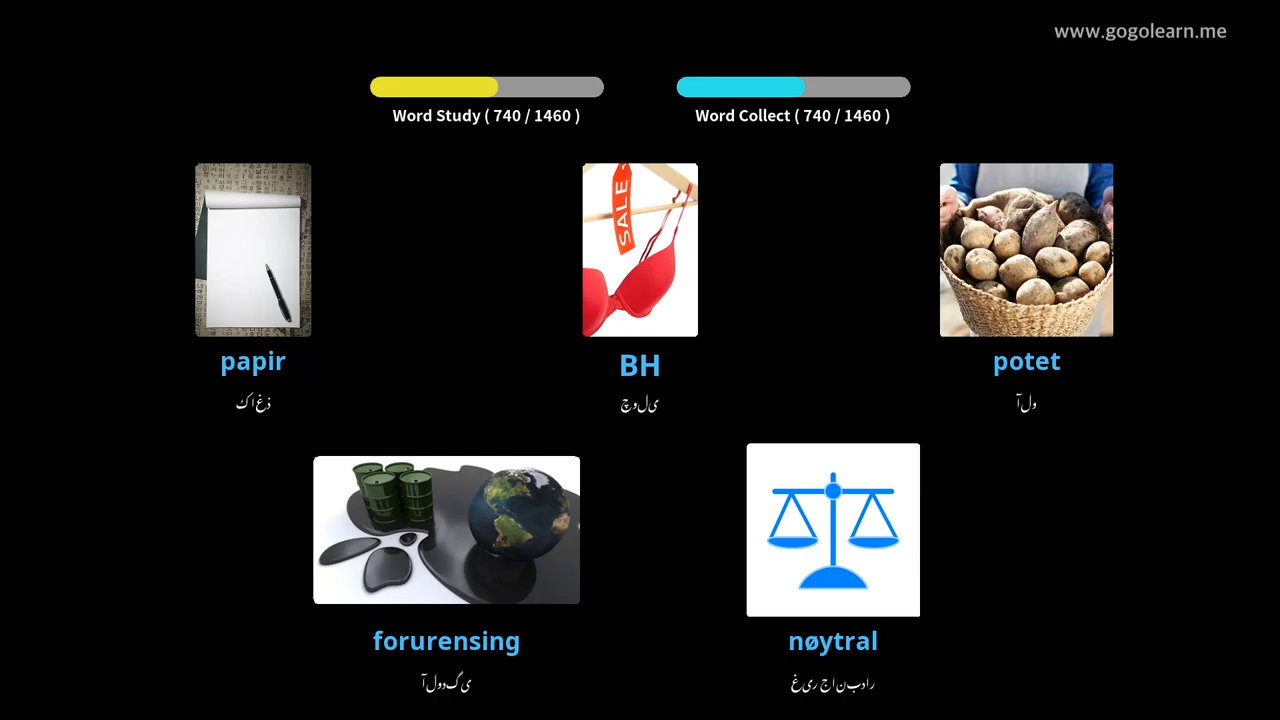 www.gogolearn.me
Word Study ( 740 / 1460 )
Word Collect ( 740 / 1460 )
SALE
papir
BH
potet
کاغذ
چولی
آلو
forurensing
nøytral
آلودگی
غیر جانبدار